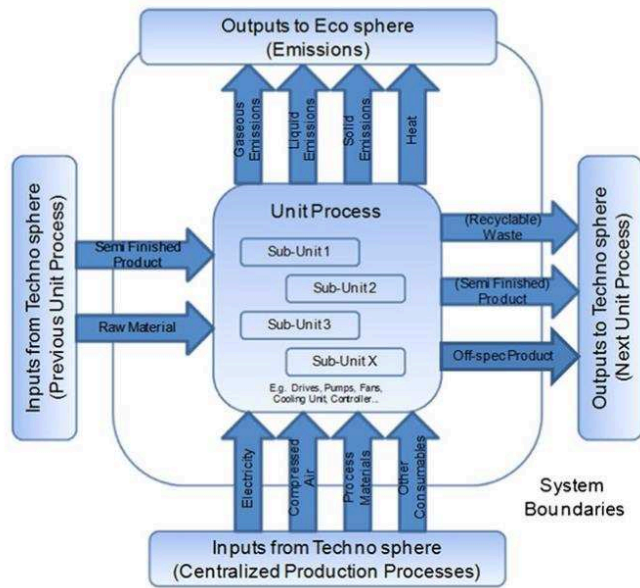 Outputs to Eco sphere
(Emissions)
Gaseous
Emissions
Liquid
Emissions
Solid
Emissions
Heat
Inputs from Techno sphere
(Previous Unit Process)
Semi Finished
Product
Raw Material
Unit Process
Sub-Unit 1
Sub-Unit 2
Sub-Unit 3
Sub-Unit X
E.g. Drives, Pumps, Fans,
Cooling Unit, Controller...
(Recyclable)
Waste
(Semi Finished)
Product
Off-spec Product
Outputs to Techno sphere
(Next Unit Process)
Electricity
Compressed
Air
Process
Materials
Other
Consumables
System
Boundaries
Inputs from Techno sphere
(Centralized Production Processes)